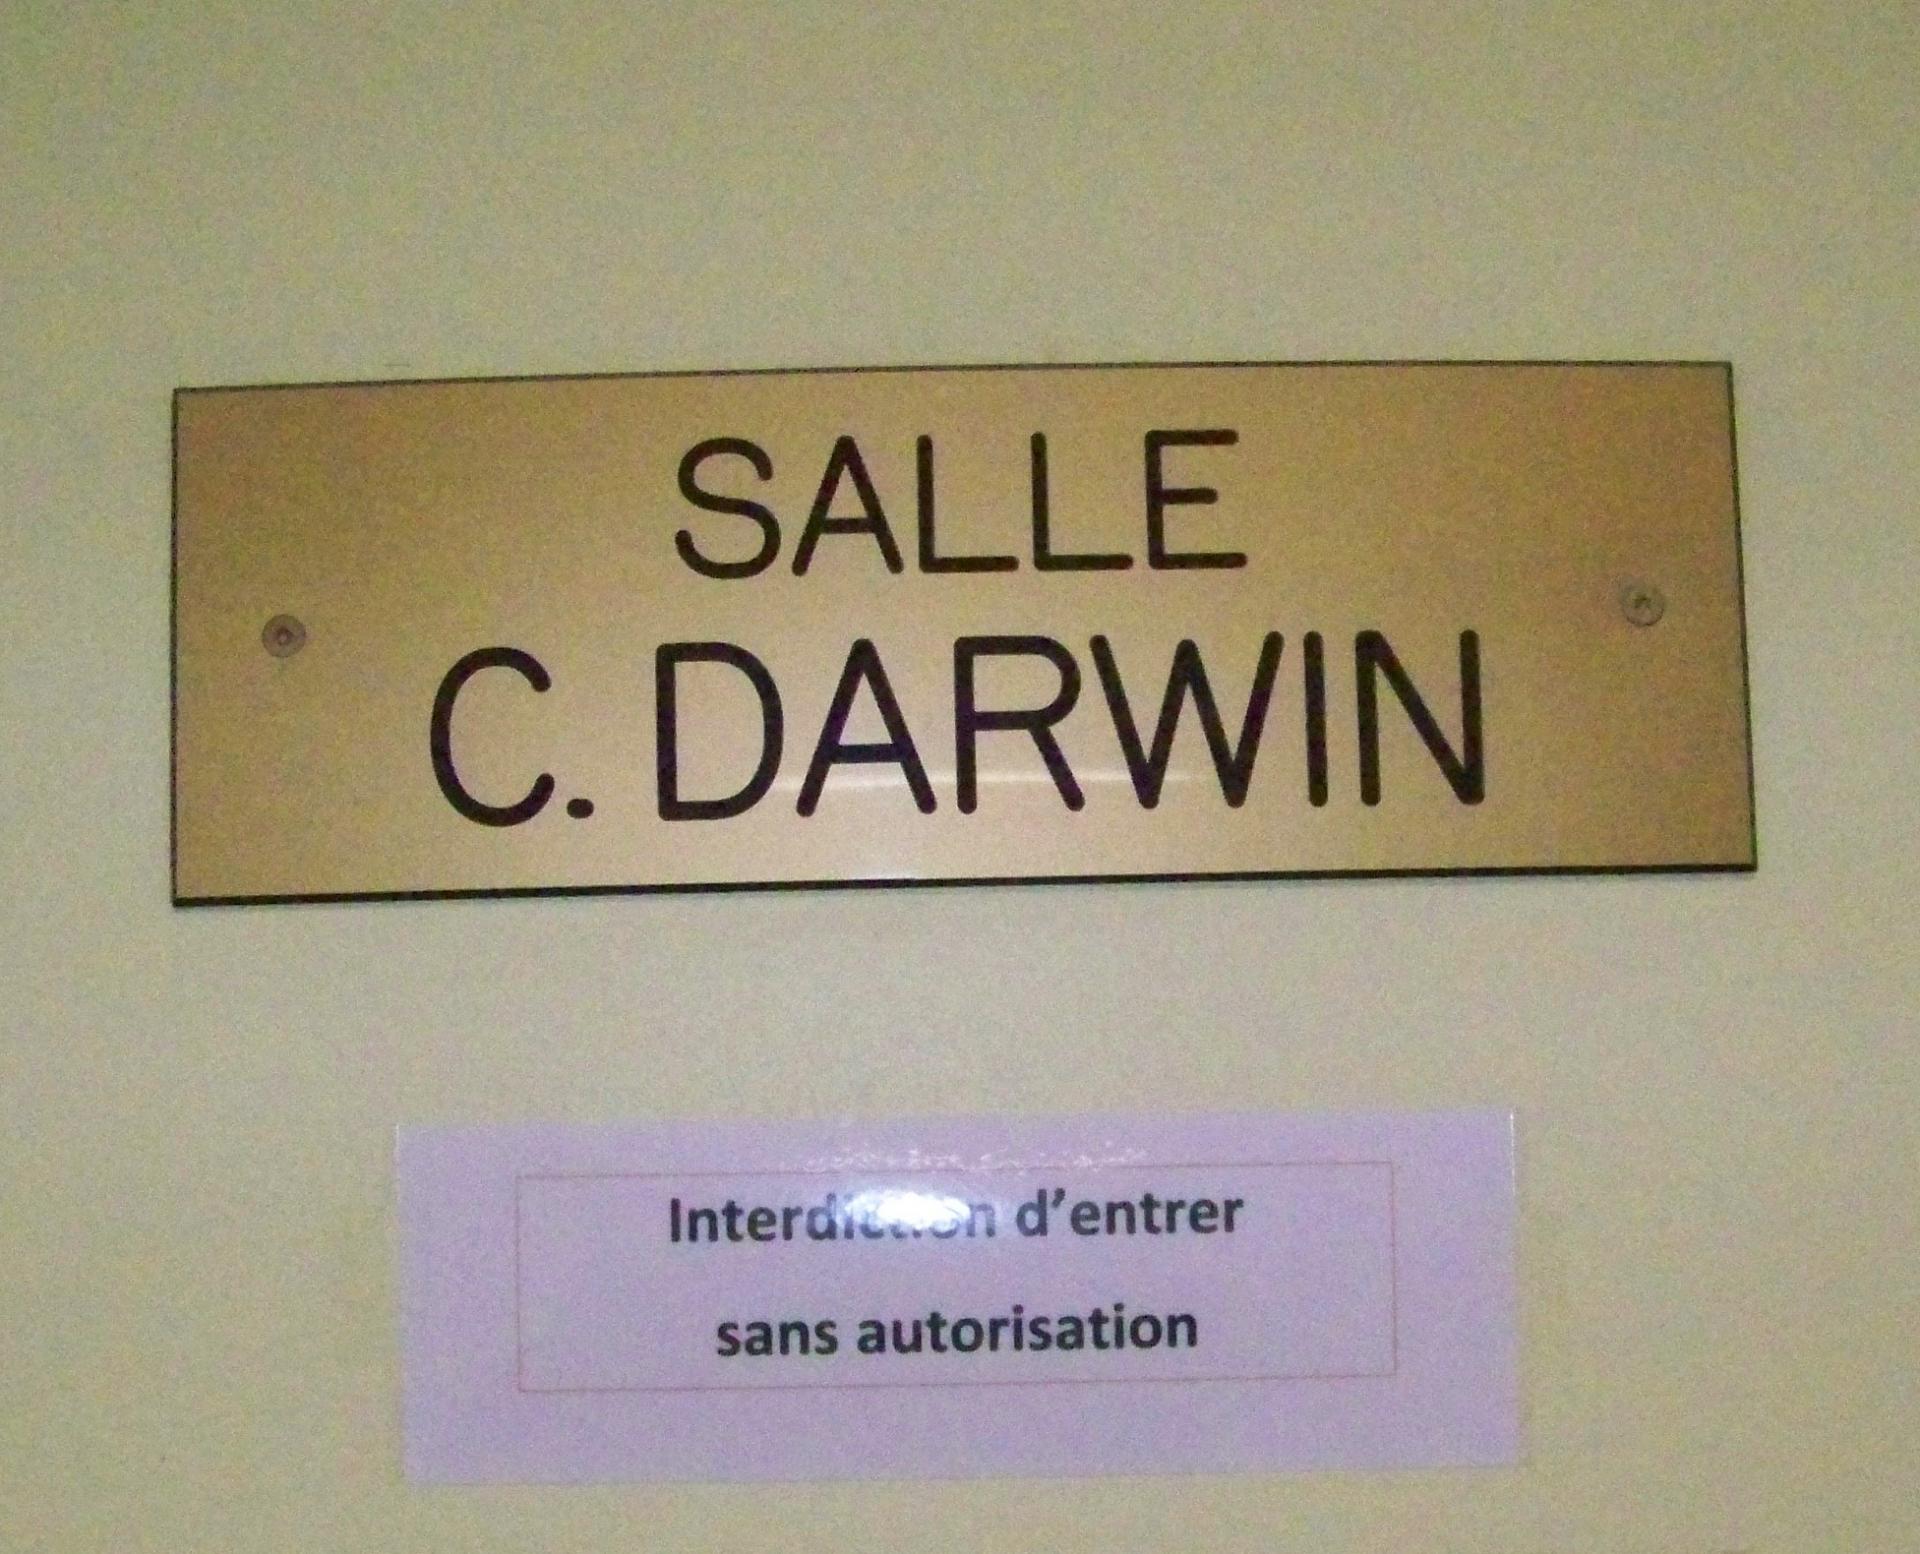 SALLE
C. DARWIN
Interdiction d'entrer
sans autorisation